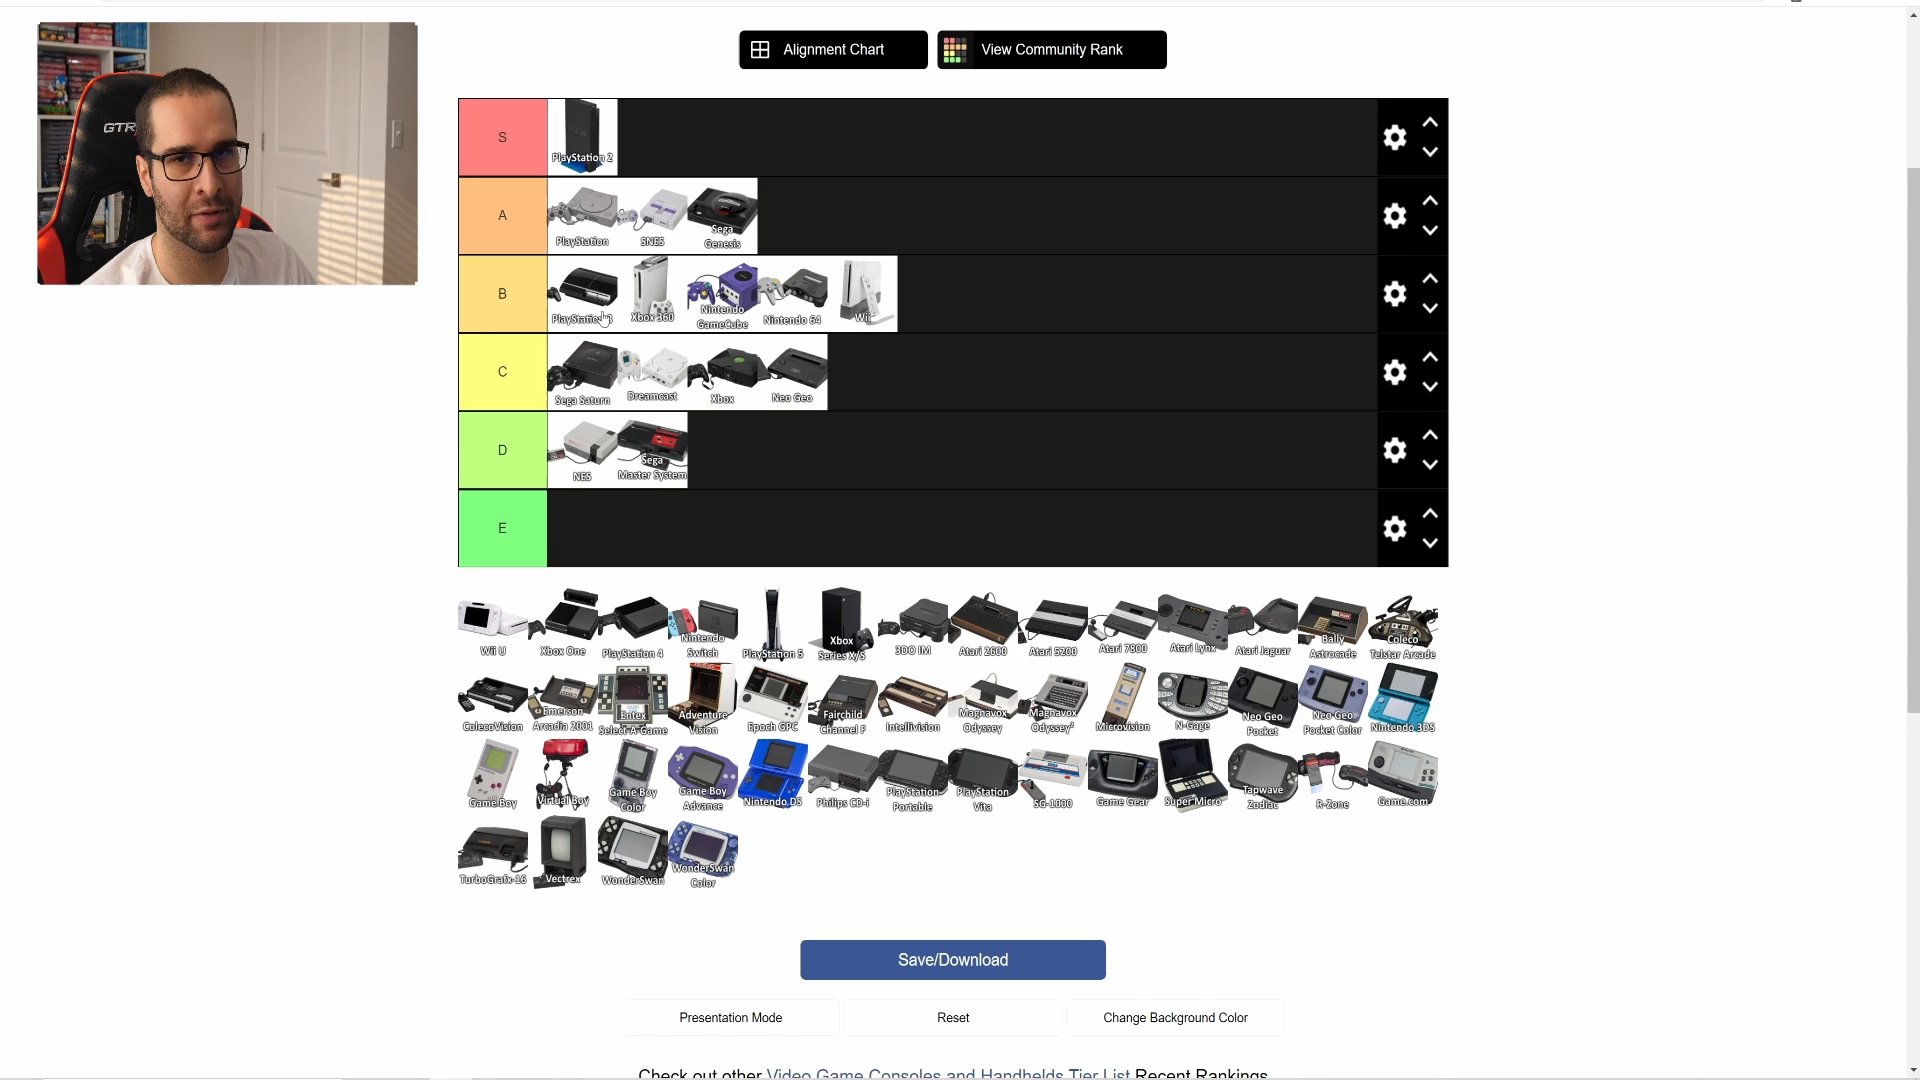 Alignment Chart
View Community Rank
GTR
S
PlayStation 2
A
PlayStation
SNES
Sega
Genesis
B
PlayStation 3
Xbox 360
Nintendo
GameCube
Nintendo 64
Wii
C
Sega Saturn
Dreamcast
Xbox
Neo Geo
D
NES
Sega
Master System
E
Wii U
Xbox One
PlayStation 4
Nintendo
Switch
PlayStation 5
Xbox
Series X/S
3DO IM
Atari 2600
Atari 5200
Atari 7800
Atari Lynx
Atari Jaguar
Bally
Astrocade
Coleco
Telstar Arcade
ColecoVision
Emerson
Arcadia 2001
Entex
Select-A-Game
Adventure
Vision
Epoch GPC
Fairchild
Channel F
Intellivision
Magnavox
Odyssey
Magnavox
Odyssey²
Microvision
N-Gage
Neo Geo
Pocket
Neo Geo
Pocket Color
Nintendo 3DS
Game Boy
Virtual Boy
Game Boy
Color
Game Boy
Advance
Nintendo DS
Philips CD-i
PlayStation
Portable
PlayStation
Vita
SG-1000
Game Gear
Super Micro
Tapwave
Zodiac
R-Zone
Game.com
TurboGrafx-16
Vectrex
WonderSwan
WonderSwan
Color
Save/Download
Presentation Mode
Reset
Change Background Color
Check out other Video Game Consoles and Handhelds Tier List Recent Rankings